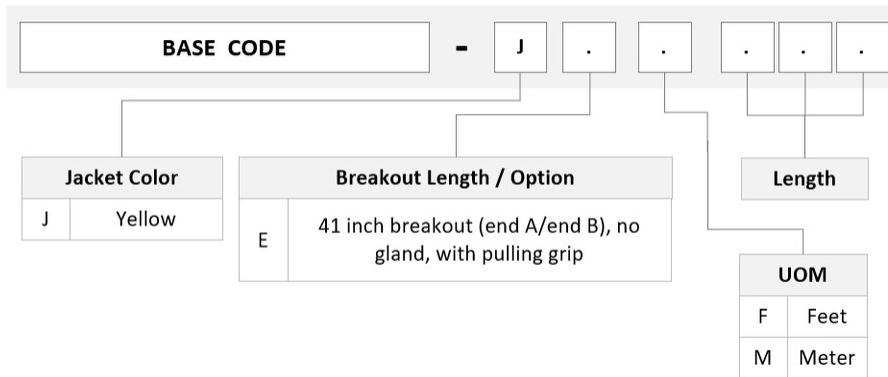 BASE CODE - J . . . . .
Jacket Color
J Yellow
Breakout Length / Option
E 41 inch breakout (end A/end B), no
gland, with pulling grip
Length
UOM
F Feet
M Meter